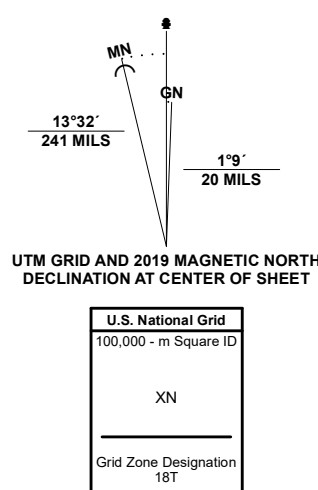 MN
GN
13°32´
241 MILS
1°9´
20 MILS
UTM GRID AND 2019 MAGNETIC NORTH
DECLINATION AT CENTER OF SHEET
U.S. National Grid
100,000 - m Square ID
XN
Grid Zone Designation
18T